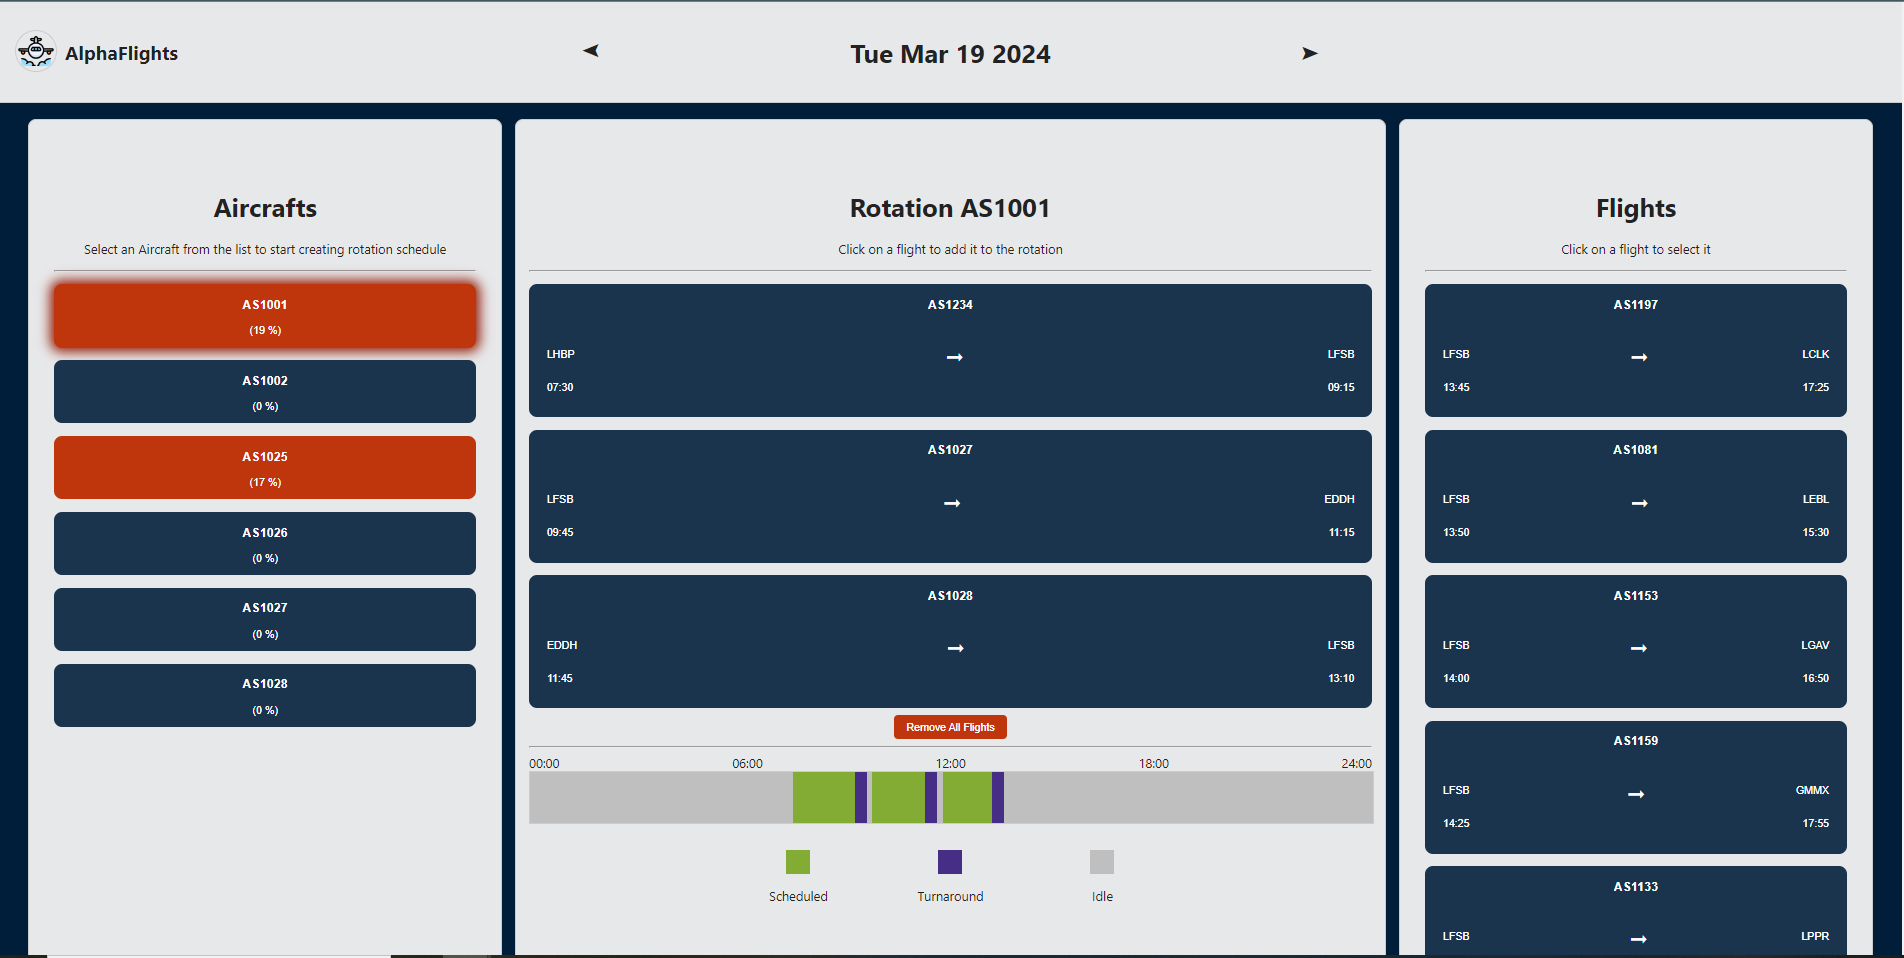 AlphaFlights
Tue Mar 19 2024
Aircrafts
Select an Aircraft from the list to start creating rotation schedule
AS1001
(19 %)
AS1002
(0 %)
AS1025
(17 %)
AS1026
(0 %)
AS1027
(0 %)
AS1028
(0 %)
Rotation AS1001
Click on a flight to add it to the rotation
AS1234
LHBP LFSB
07:30 09:15
AS1027
LFSB EDDH
09:45 11:15
AS1028
EDDH LFSB
11:45 13:10
Remove All Flights
00:00 06:00 12:00 18:00 24:00
Scheduled Turnaround Idle
Flights
Click on a flight to select it
AS1197
LFSB LCLK
13:45 17:25
AS1081
LFSB LEBL
13:50 15:30
AS1153
LFSB LGAV
14:00 16:50
AS1159
LFSB GMMX
14:25 17:55
AS1133
LFSB LPPR